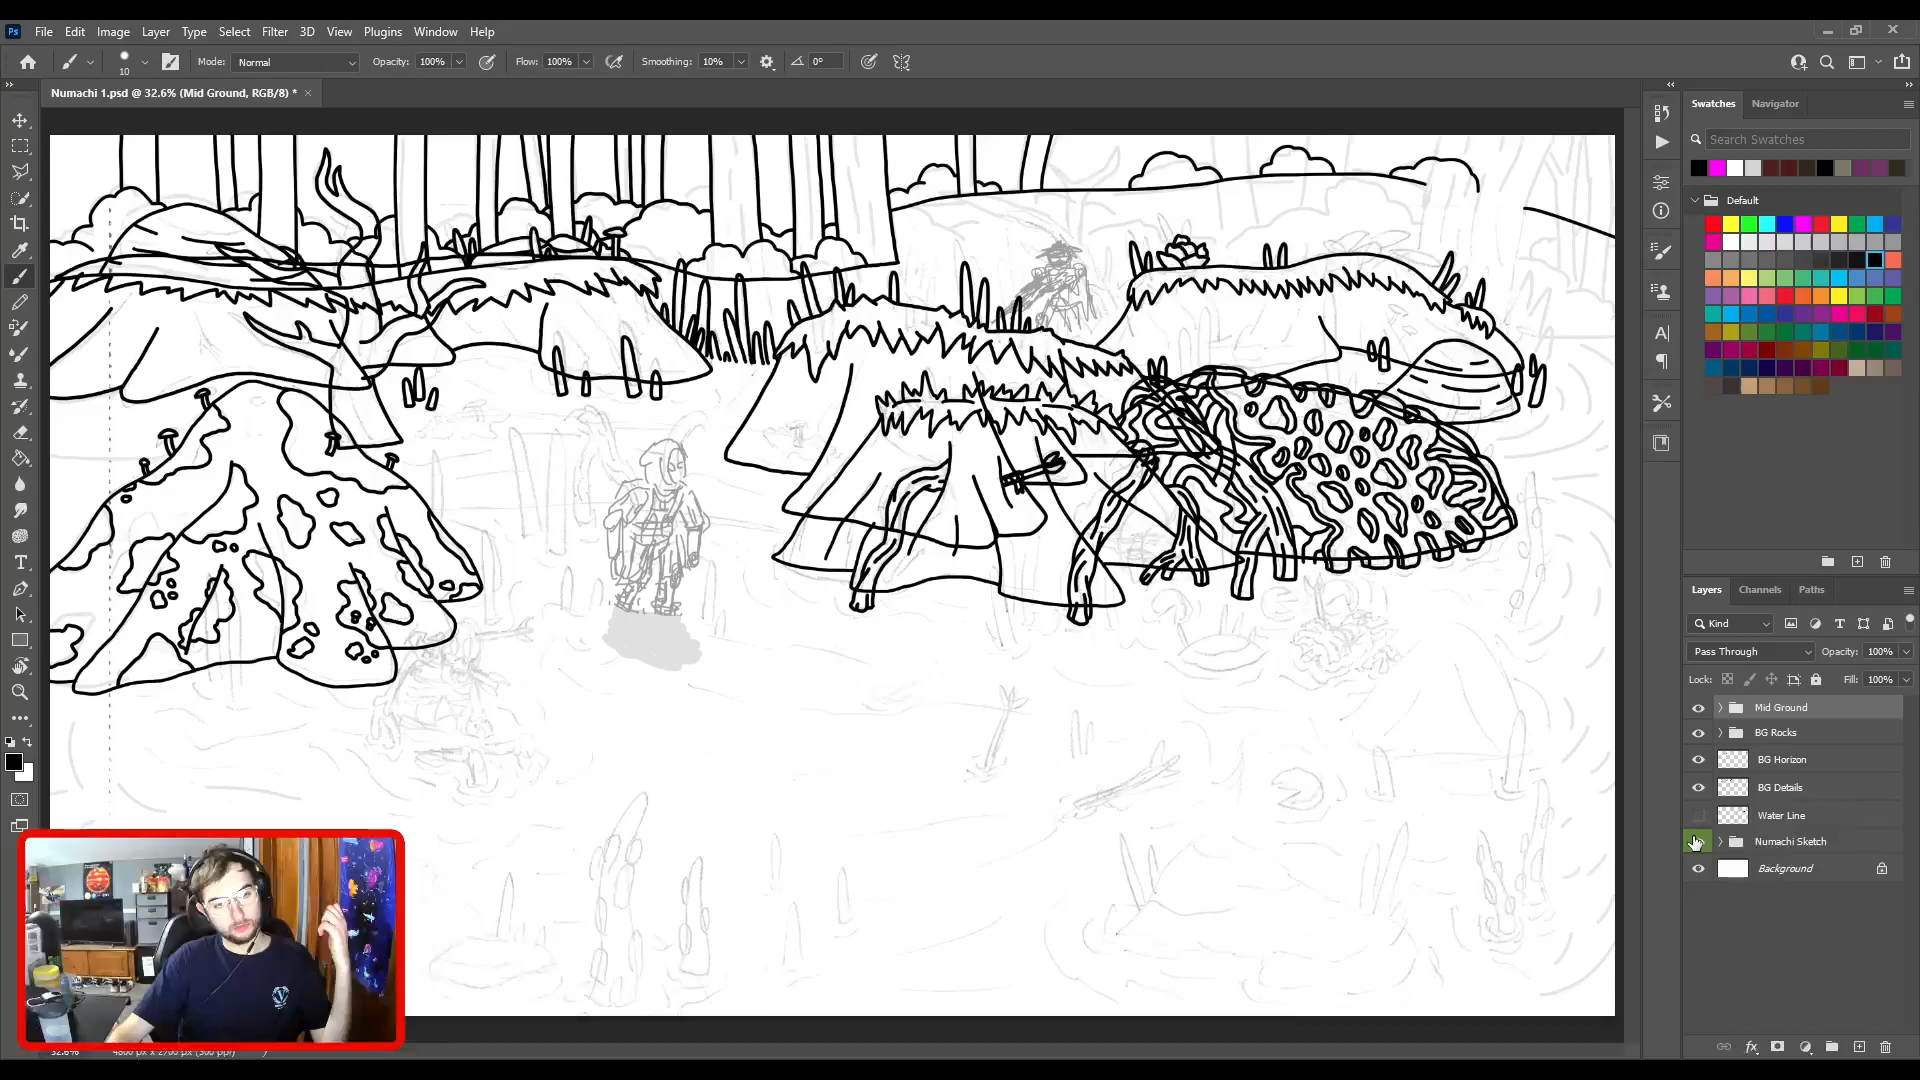 Ps File Edit Image Layer Type Select Filter 3D View Plugins Window Help
10 Mode: Normal Opacity: 100% Flow: 100% Smoothing: 10% 0°
Numachi 1.psd @ 32.6% (Mid Ground, RGB/8) *
Swatches Navigator
Search Swatches
Default
Layers Channels Paths
Kind
Pass Through Opacity: 100%
Lock: Fill: 100%
Mid Ground
BG Rocks
BG Horizon
BG Details
Water Line
Numachi Sketch
Background